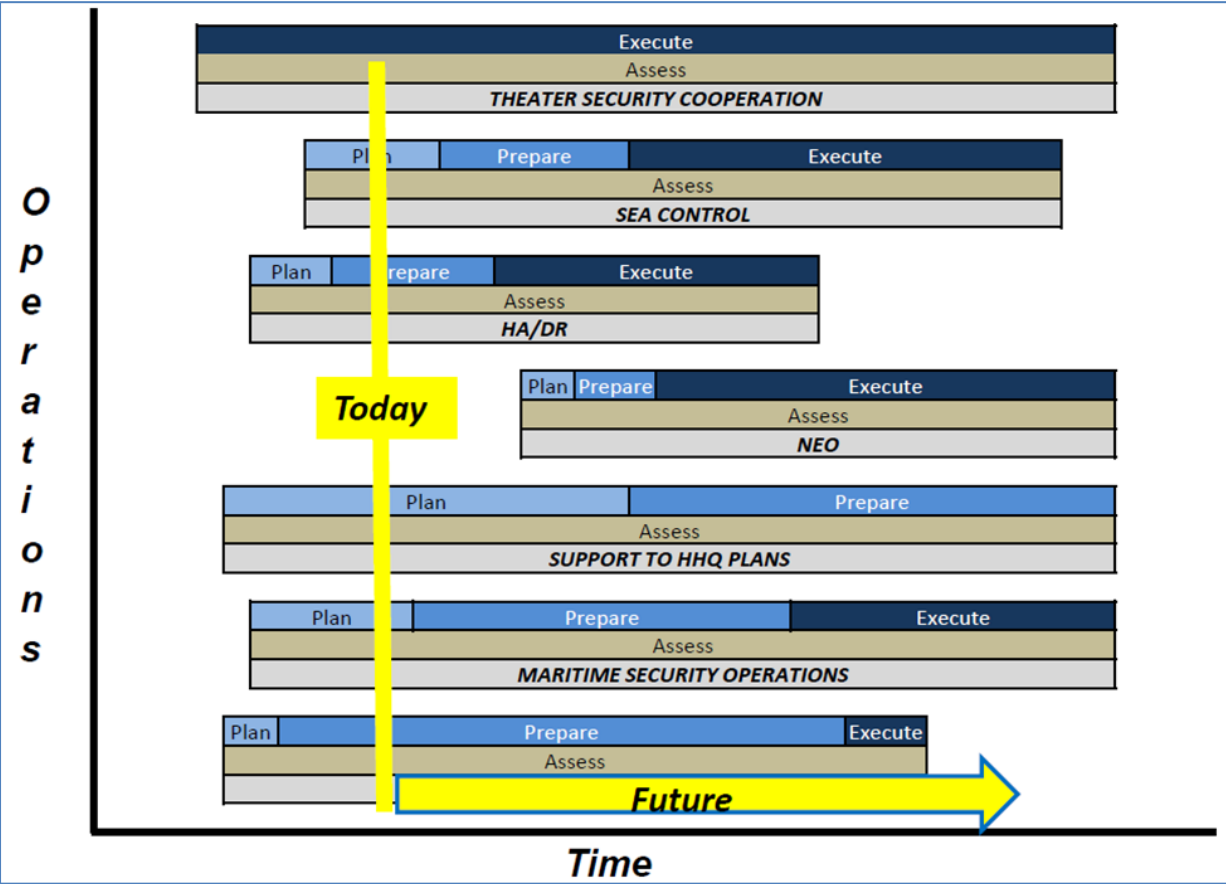 Operations
Execute
Assess
THEATER SECURITY COOPERATION
Plan Prepare Execute
Assess
SEA CONTROL
Plan Prepare Execute
Assess
HA/DR
Today
Plan Prepare Execute
Assess
NEO
Plan Prepare
Assess
SUPPORT TO HHQ PLANS
Plan Prepare Execute
Assess
MARITIME SECURITY OPERATIONS
Plan Prepare Execute
Assess
Future
Time